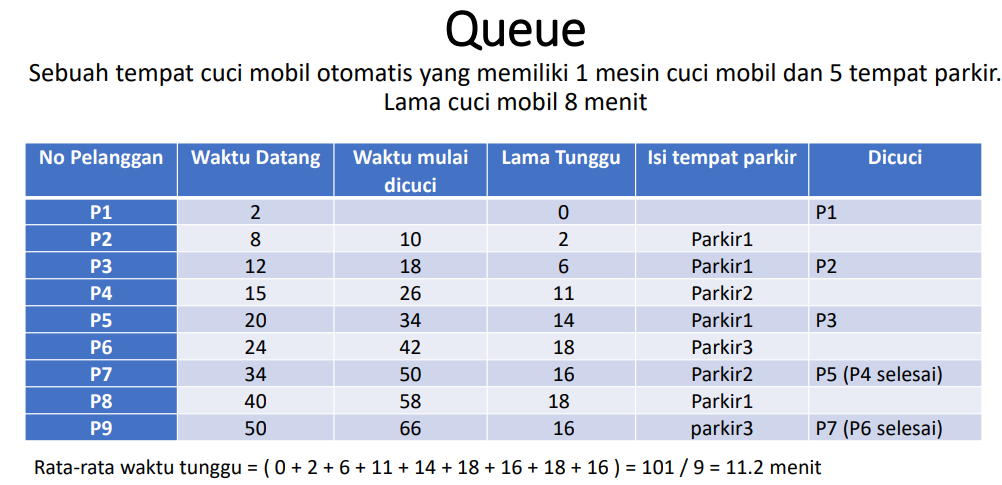 Queue
Sebuah tempat cuci mobil otomatis yang memiliki 1 mesin cuci mobil dan 5 tempat parkir.
Lama cuci mobil 8 menit
No Pelanggan Waktu Datang Waktu mulai dicuci Lama Tunggu Isi tempat parkir Dicuci
P1 2 0 P1
P2 8 10 2 Parkir1
P3 12 18 6 Parkir1 P2
P4 15 26 11 Parkir2
P5 20 34 14 Parkir1 P3
P6 24 42 18 Parkir3
P7 34 50 16 Parkir2 P5 (P4 selesai)
P8 40 58 18 Parkir1
P9 50 66 16 parkir3 P7 (P6 selesai)
Rata-rata waktu tunggu = ( 0 + 2 + 6 + 11 + 14 + 18 + 16 + 18 + 16 ) = 101 / 9 = 11.2 menit